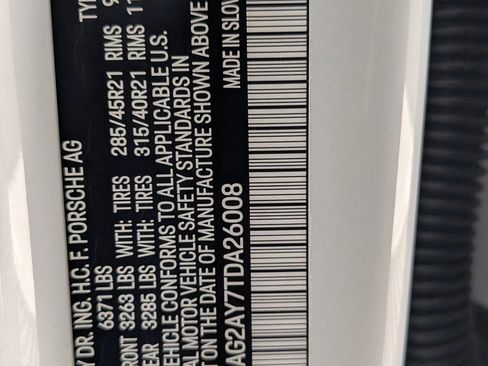 Y DR. ING. H.C. F. PORSCHE AG TYP
6371 LBS
FRONT 3263 LBS WITH: TIRES 285/45R21 RIMS 9
EAR 3285 LBS WITH: TIRES 315/40R21 RIMS 11
VEHICLE CONFORMS TO ALL APPLICABLE U.S.
AL MOTOR VEHICLE SAFETY STANDARDS IN
T ON THE DATE OF MANUFACTURE SHOWN ABOVE
AG2AY7TDA26008 MADE IN SLOV